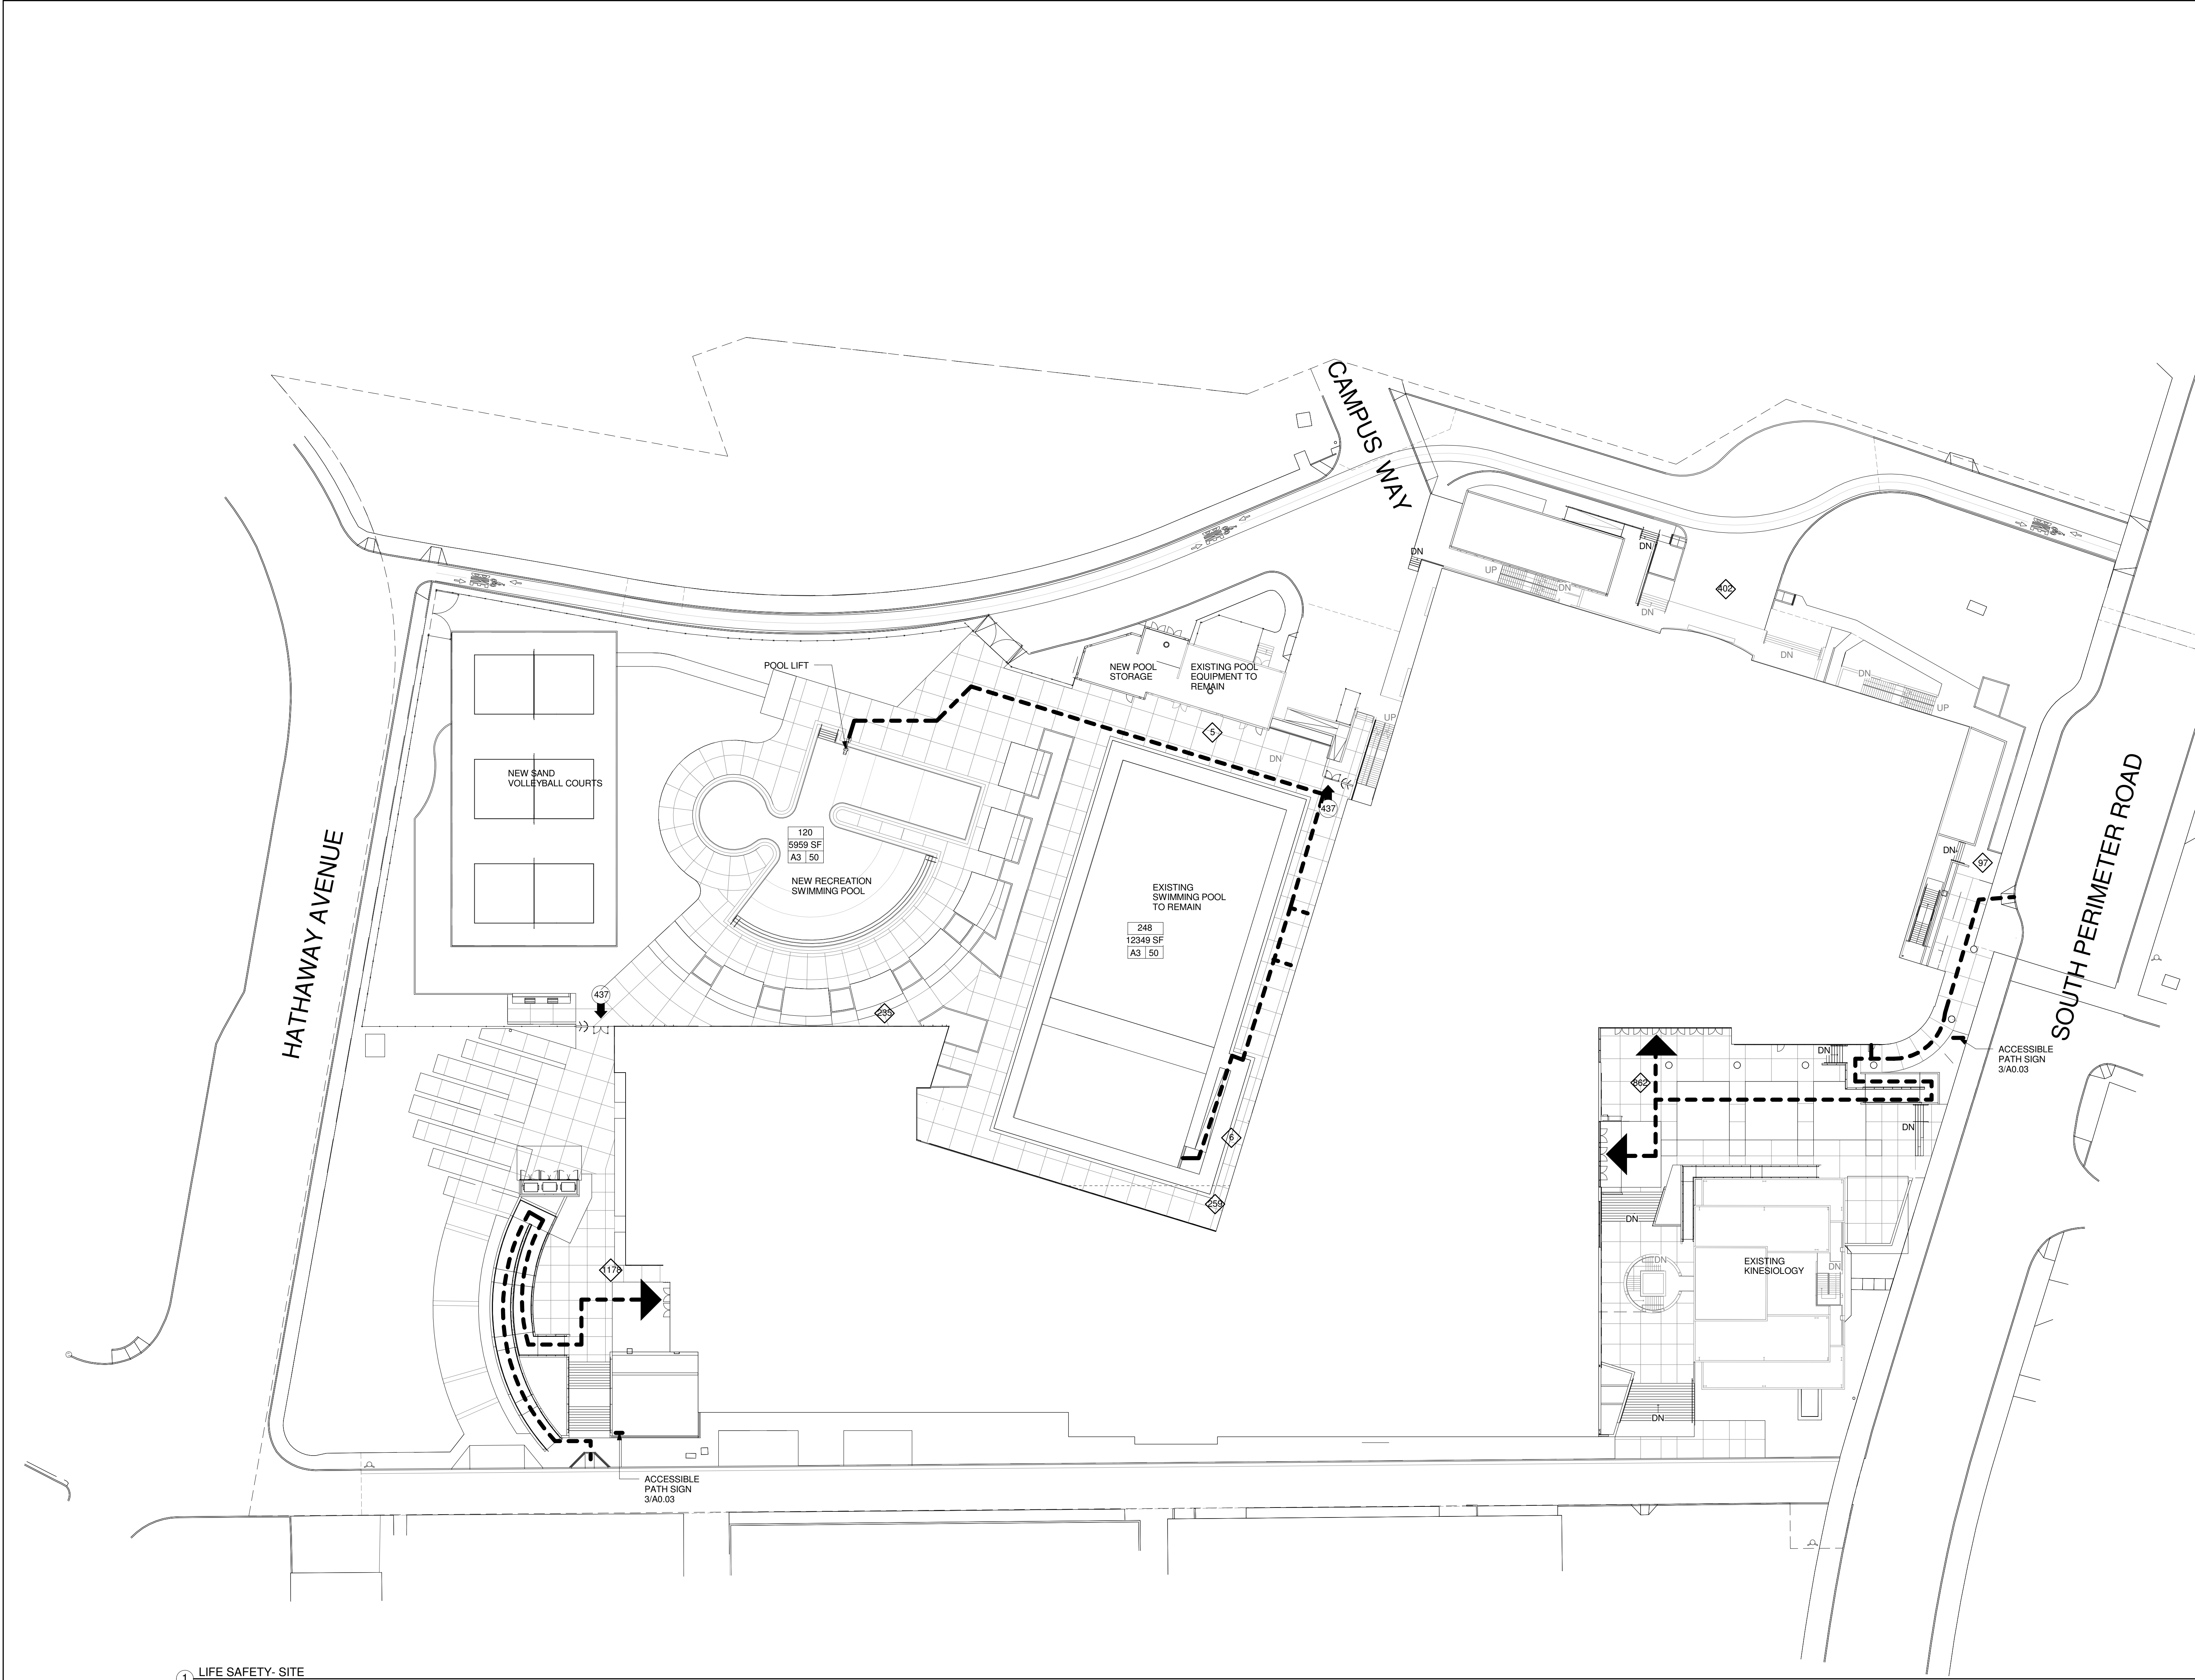 CAMPUS WAY
DN
UP
DN
DN
DN
402
DN
DN
UP
POOL LIFT
NEW POOL
STORAGE
EXISTING POOL
EQUIPMENT TO
REMAIN
UP
5
DN
437
NEW SAND
VOLLEYBALL COURTS
120
5959 SF
A3 50
NEW RECREATION
SWIMMING POOL
EXISTING
SWIMMING POOL
TO REMAIN
248
12349 SF
A3 50
HATHAWAY AVENUE
SOUTH PERIMETER ROAD
DN
97
437
235
DN
ACCESSIBLE
PATH SIGN
3/A0.03
862
DN
6
259
DN
1178
DN
EXISTING
KINESIOLOGY
DN
DN
ACCESSIBLE
PATH SIGN
3/A0.03
1 LIFE SAFETY- SITE